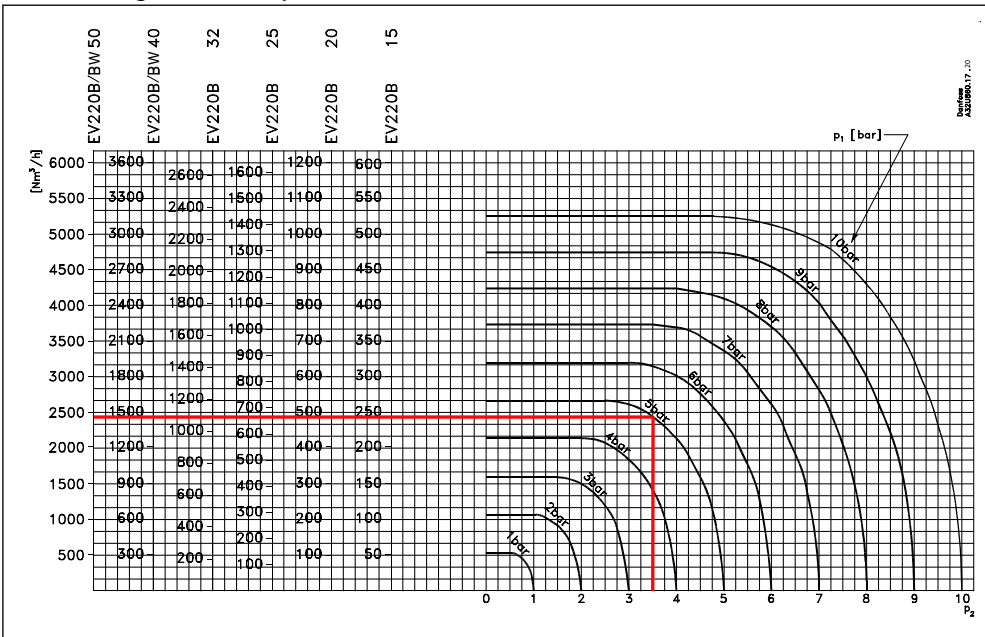 EV220B/BW 50
EV220B/BW 40
EV220B 32
EV220B 25
EV220B 20
EV220B 15
Danfoss
A32U860.17.20
p₁ [bar]
[Nm³/h]
6000 3600 2600 1600 1200 600
5500 3300 2400 1500 1100 550
5000 3000 2200 1400 1000 500
4500 2700 2000 1300 900 450
4000 2400 1800 1200 800 400
3500 2100 1600 1100 700 350
3000 1800 1400 1000 600 300
2500 1500 1200 900 500 250
2000 1200 1000 800 400 200
1500 900 800 700 300 150
1000 600 600 600 200 100
500 300 400 500 100 50
200 400
300
200
100
10bar
9bar
8bar
7bar
6bar
5bar
4bar
3bar
2bar
1bar
0 1 2 3 4 5 6 7 8 9 10
p₂